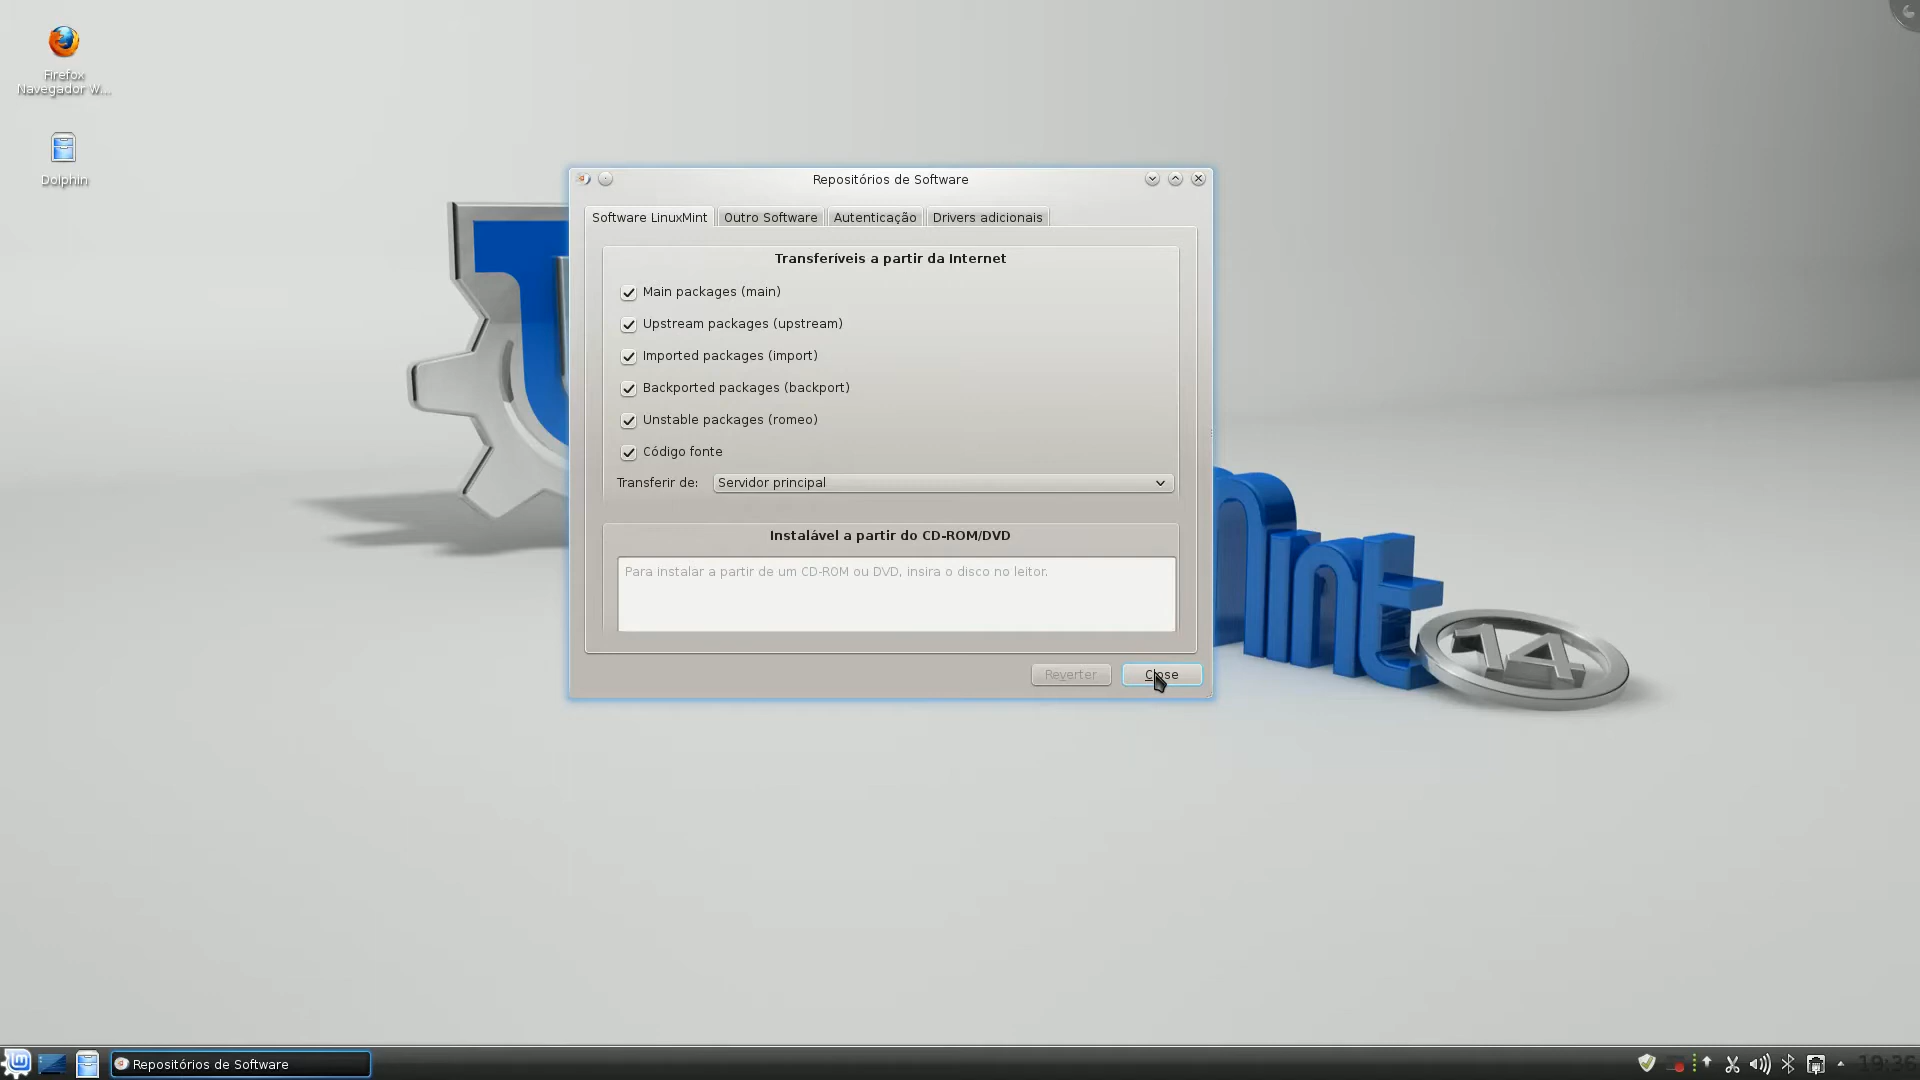 Firefox
Navegador W...
Dolphin
Repositórios de Software
Software LinuxMint
Outro Software
Autenticação
Drivers adicionais
Transferíveis a partir da Internet
Main packages (main)
Upstream packages (upstream)
Imported packages (import)
Backported packages (backport)
Unstable packages (romeo)
Código fonte
Transferir de:
Servidor principal
Instalável a partir do CD-ROM/DVD
Para instalar a partir de um CD-ROM ou DVD, insira o disco no leitor.
Reverter
Close
14
Repositórios de Software
19:36